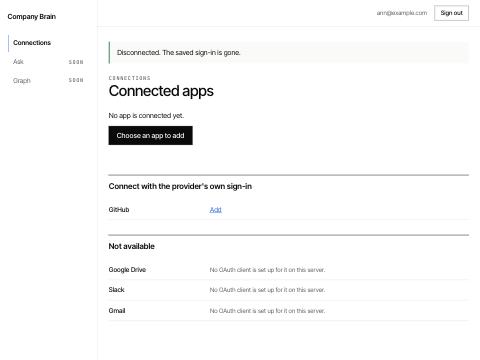 Company Brain
ann@example.com
Sign out
Connections
Ask SOON
Graph SOON
Disconnected. The saved sign-in is gone.
CONNECTIONS
Connected apps
No app is connected yet.
Choose an app to add
Connect with the provider's own sign-in
GitHub Add
Not available
Google Drive No OAuth client is set up for it on this server.
Slack No OAuth client is set up for it on this server.
Gmail No OAuth client is set up for it on this server.